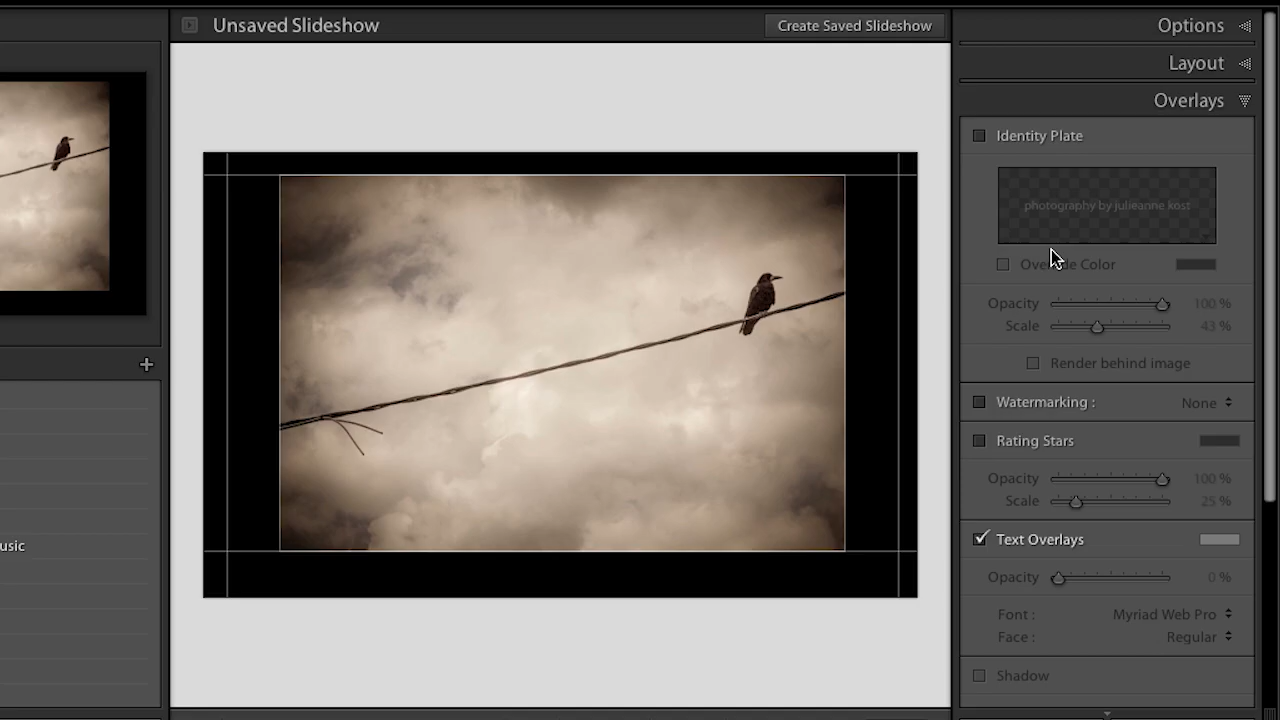 Unsaved Slideshow
Create Saved Slideshow
Options
Layout
Overlays
Identity Plate
photography by julieanne kost
Color
Opacity 100 %
Scale 43 %
Render behind image
Watermarking : None
Rating Stars
Opacity 100 %
Scale 25 %
Text Overlays
Opacity 0 %
Font : Myriad Web Pro
Face : Regular
Shadow